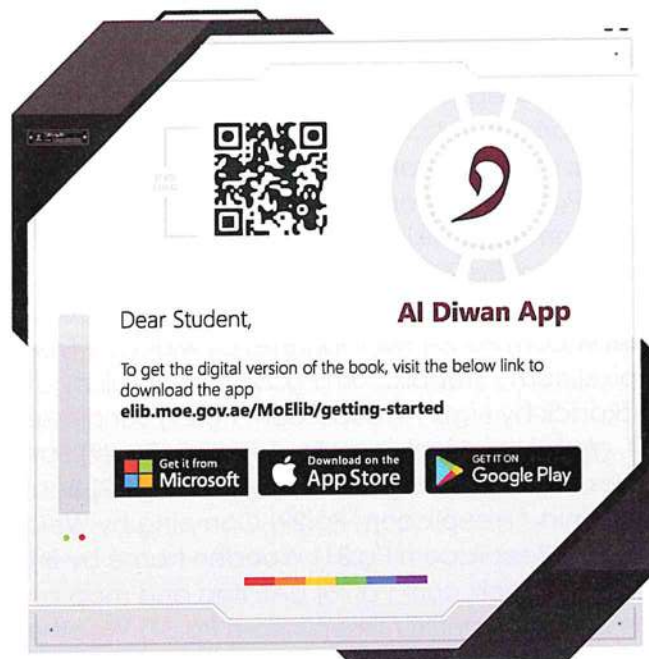 Al Diwan App
Dear Student,
To get the digital version of the book, visit the below link to
download the app
elib.moe.gov.ae/MoElib/getting-started
Get it from
Microsoft
Download on the
App Store
GET IT ON
Google Play